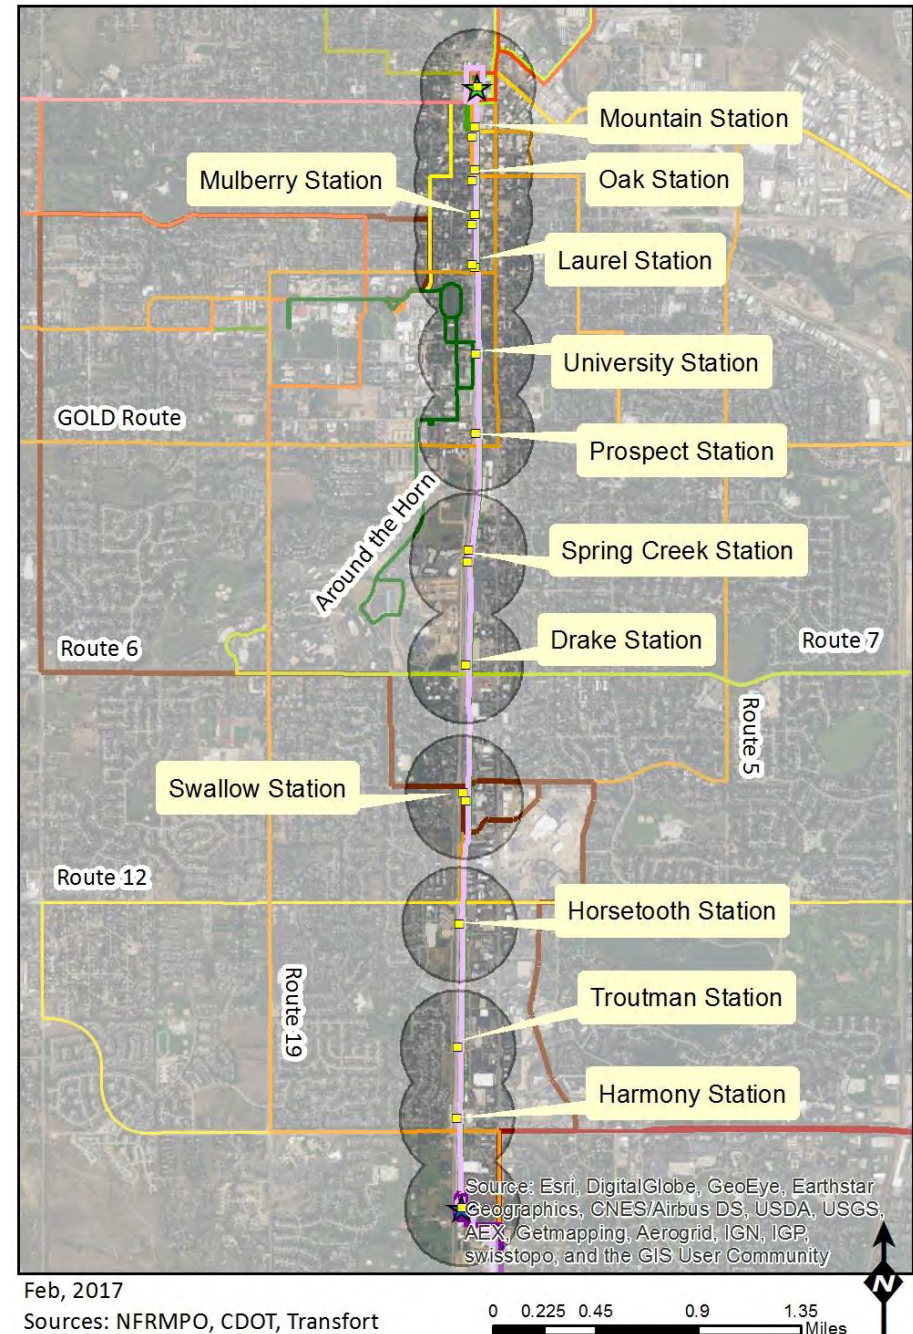 Mountain Station
Mulberry Station
Oak Station
Laurel Station
University Station
GOLD Route
Prospect Station
Around the Horn
Spring Creek Station
Drake Station
Route 6
Route 7
Route 5
Swallow Station
Route 12
Horsetooth Station
Route 19
Troutman Station
Harmony Station
Source: Esri, DigitalGlobe, GeoEye, Earthstar
Geographics, CNES/Airbus DS, USDA, USGS,
AEX, Getmapping, Aerogrid, IGN, IGP,
swisstopo, and the GIS User Community
N
Feb, 2017
Sources: NFRMPO, CDOT, Transfort
0 0.225 0.45 0.9 1.35
Miles